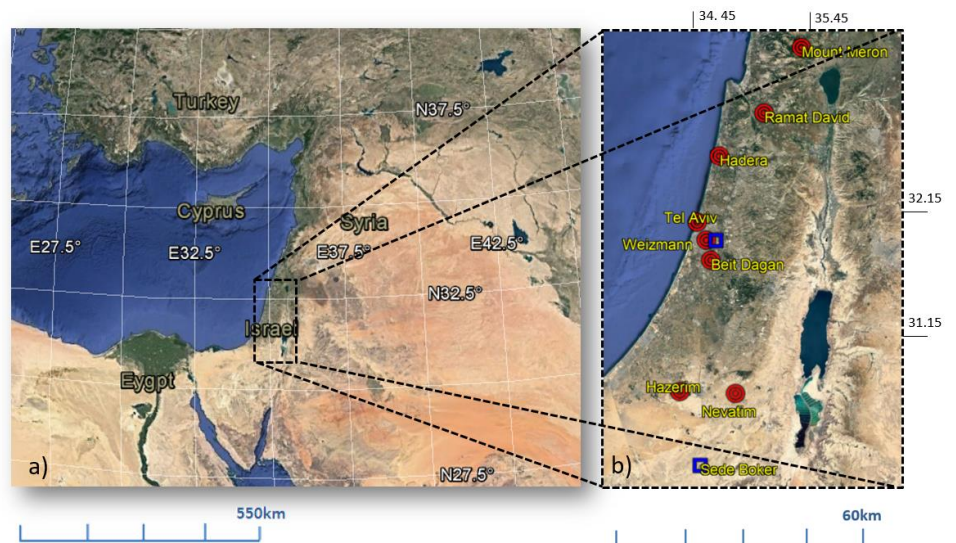 34. 45
35.45
Mount Meron
Turkey
N37.5°
Ramat David
Hadera
Cyprus
Syria
32.15
Tel Aviv
E27.5°
E32.5°
E37.5°
E42.5°
Weizmann
Beit Dagan
N32.5°
Israel
31.15
Eygpt
Hazerim
Nevatim
a)
N27.5°
b)
Sede Boker
550km
60km